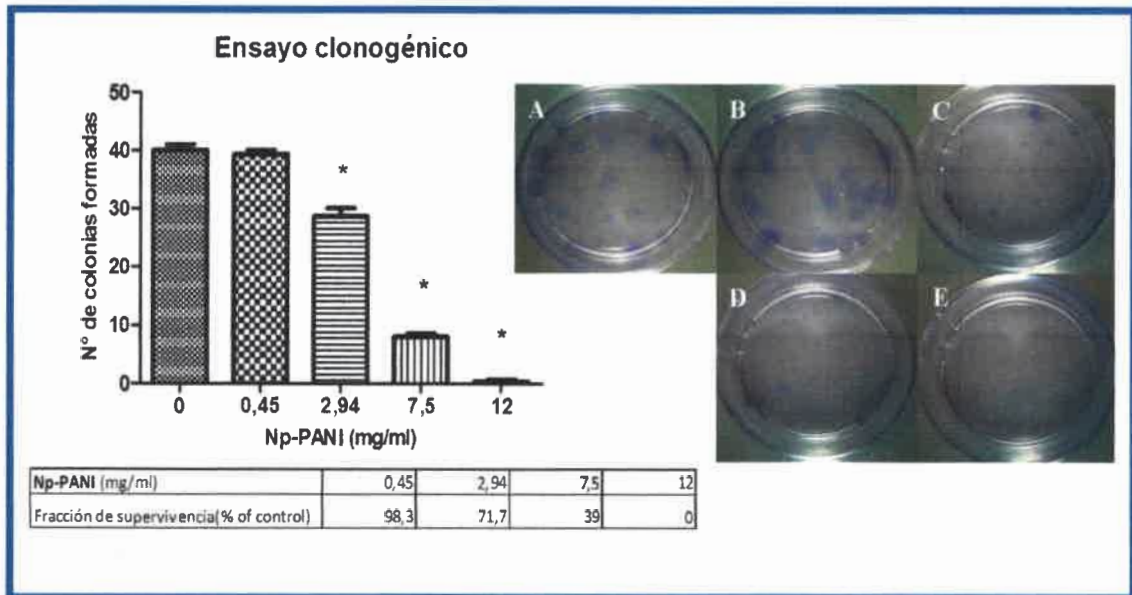 Ensayo clonogénico
N° de colonias formadas
50
40
30
20
10
0
*
*
*
0 0,45 2,94 7,5 12
Np-PANI (mg/ml)
A B C
D E
Np-PANI (mg/ml) 0,45 2,94 7,5 12
Fracción de supervivencia(% of control) 98,3 71,7 39 0